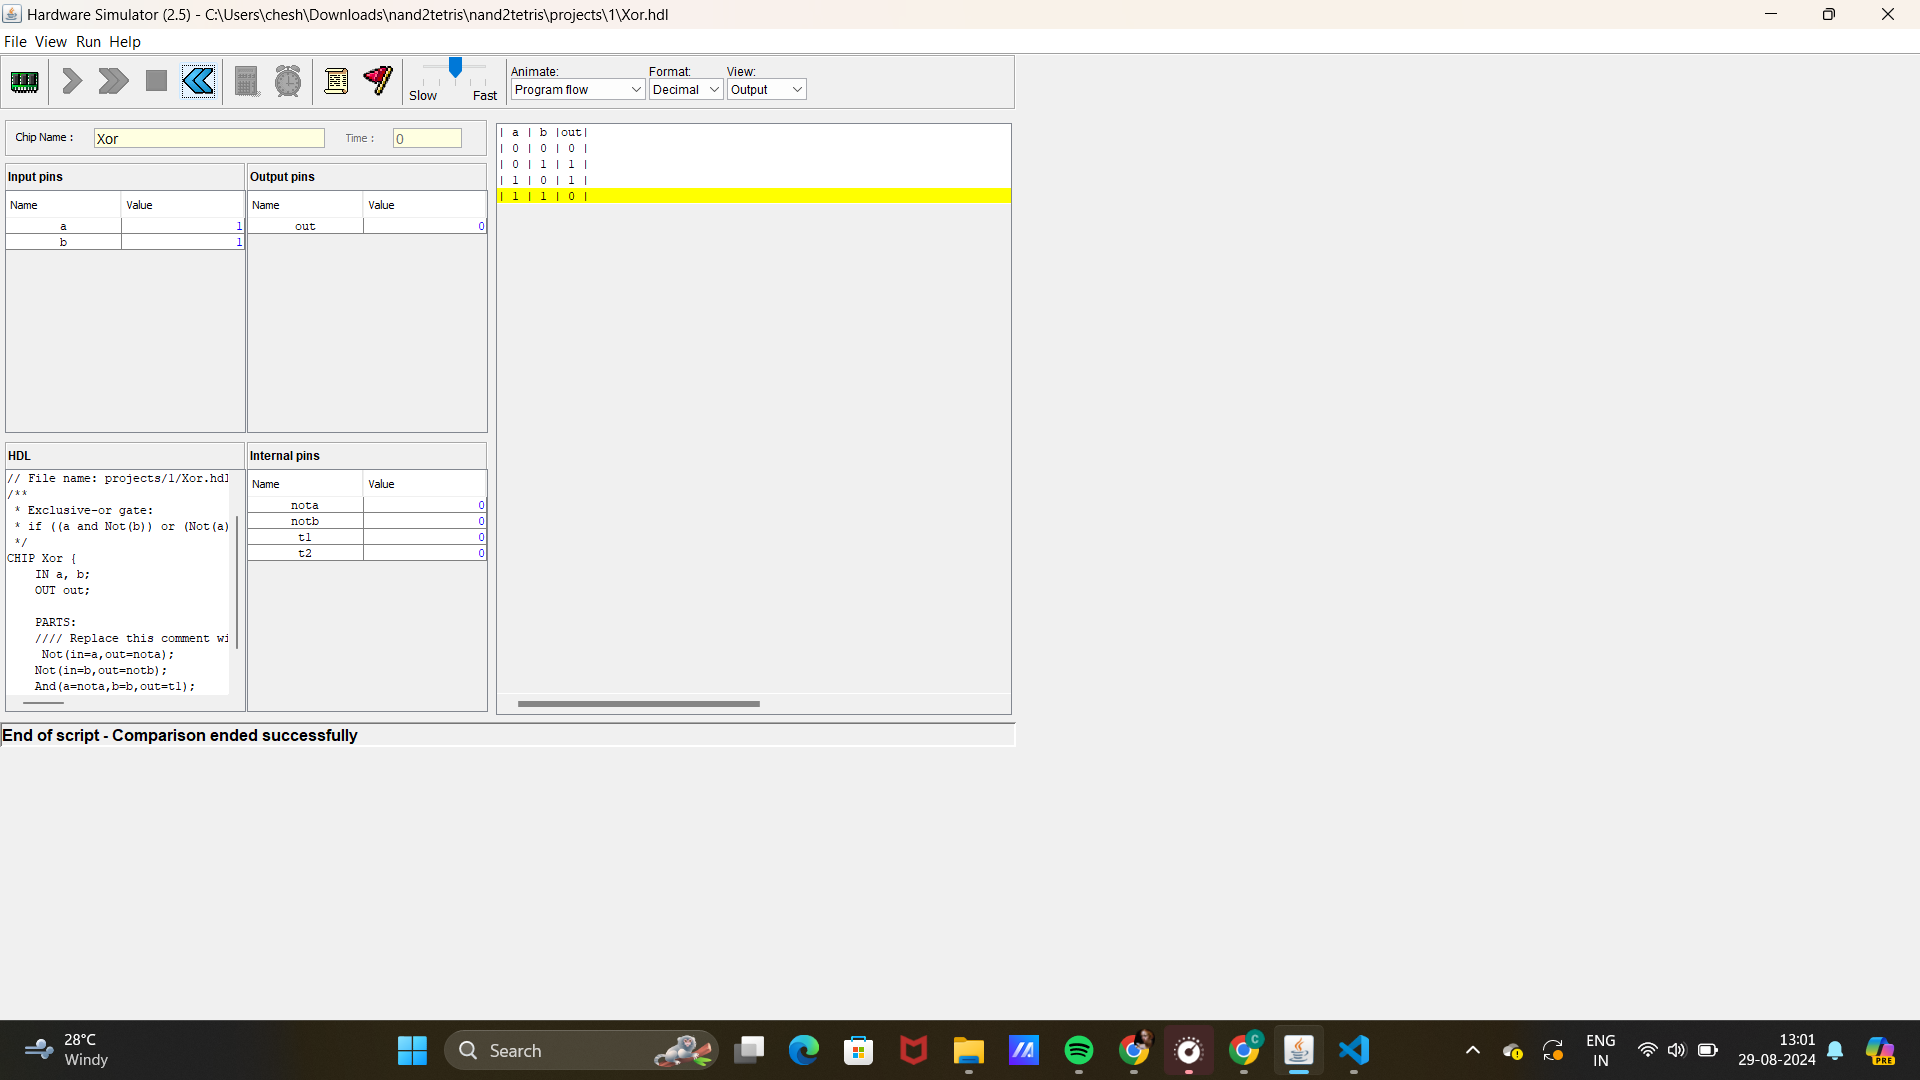 Hardware Simulator (2.5) - C:\Users\chesh\Downloads\nand2tetris\nand2tetris\projects\1\Xor.hdl
File View Run Help
Slow Fast
Animate: Format: View:
Program flow Decimal Output
Chip Name : Xor Time : 0
Input pins
Name Value
a 1
b 1
Output pins
Name Value
out 0
HDL
// File name: projects/1/Xor.hdl
/**
* Exclusive-or gate:
* if ((a and Not(b)) or (Not(a)
*/
CHIP Xor {
IN a, b;
OUT out;
PARTS:
//// Replace this comment wi
Not(in=a,out=nota);
Not(in=b,out=notb);
And(a=nota,b=b,out=t1);
Internal pins
Name Value
nota 0
notb 0
t1 0
t2 0
| a | b |out|
| 0 | 0 | 0 |
| 0 | 1 | 1 |
| 1 | 0 | 1 |
| 1 | 1 | 0 |
End of script - Comparison ended successfully
28°C
Windy
Search
C
ENG
IN
13:01
29-08-2024
PRE